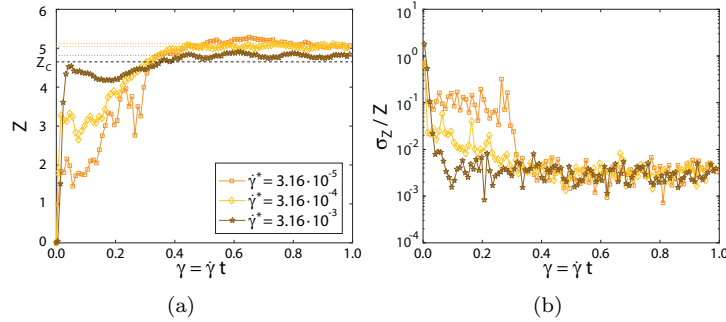 6
5
Z_C
4
3
2
1
0
Z
γ̇* = 3.16·10⁻⁵
γ̇* = 3.16·10⁻⁴
γ̇* = 3.16·10⁻³
0.0 0.2 0.4 0.6 0.8 1.0
γ = γ̇ t
(a)
10⁰
10⁻¹
10⁻²
10⁻³
10⁻⁴
σ_Z / Z
0.0 0.2 0.4 0.6 0.8 1.0
γ = γ̇ t
(b)